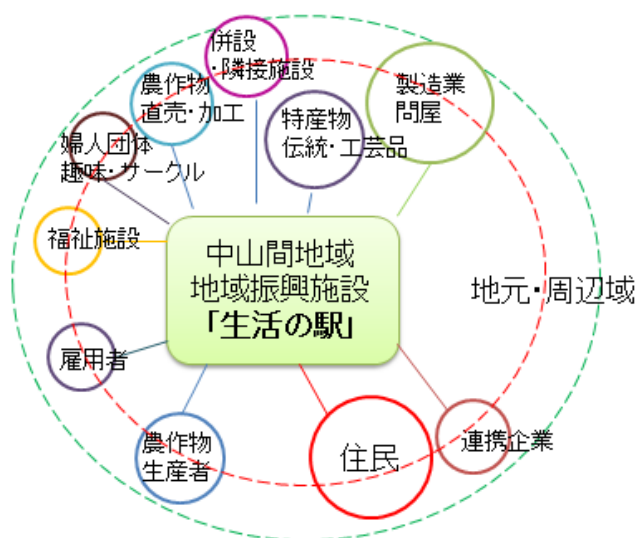 併設
・隣接施設
製造業
問屋
農作物
直売・加工
特産物
伝統・工芸品
婦人団体
趣味・サークル
福祉施設
中山間地域
地域振興施設
「生活の駅」
地元・周辺域
雇用者
農作物
生産者
住民
連携企業